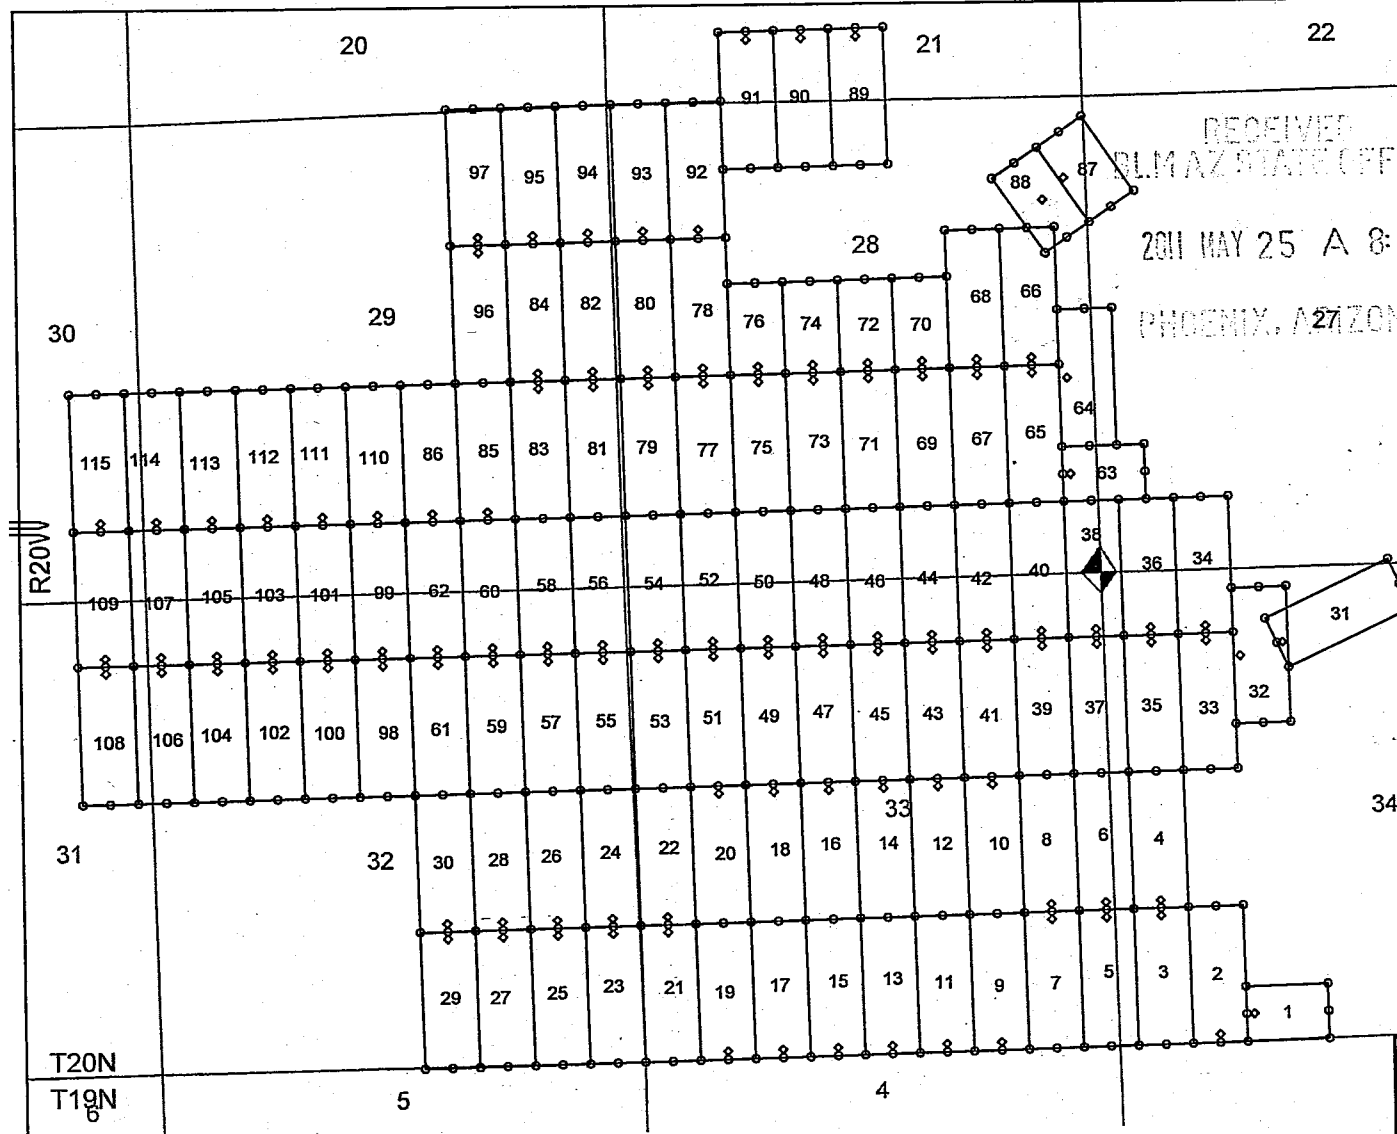 20 21 22
91 90 89
97 95 94 93 92
88 87
RECEIVED
BLM AZ STATE OFF
2011 MAY 25 A 8:
PHOENIX, ARIZON
30 29 28 27
96 84 82 80 78 76 74 72 70 68 66
64
115 114 113 112 111 110 86 85 83 81 79 77 75 73 71 69 67 65
63
R20W
109 107 105 103 101 99 62 60 58 56 54 52 50 48 46 44 42 40 38 36 34
31
32
108 106 104 102 100 98 61 59 57 55 53 51 49 47 45 43 41 39 37 35 33
31 32 33 34
30 28 26 24 22 20 18 16 14 12 10 8 6 4
29 27 25 23 21 19 17 15 13 11 9 7 5 3 2
1
T20N
T19N
6 5 4